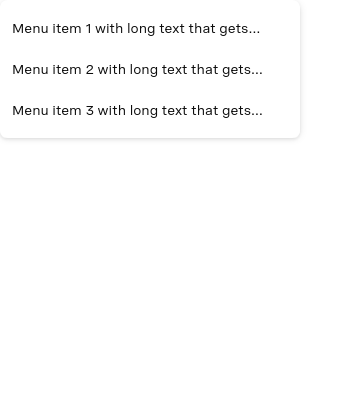 Menu item 1 with long text that gets...
Menu item 2 with long text that gets...
Menu item 3 with long text that gets...